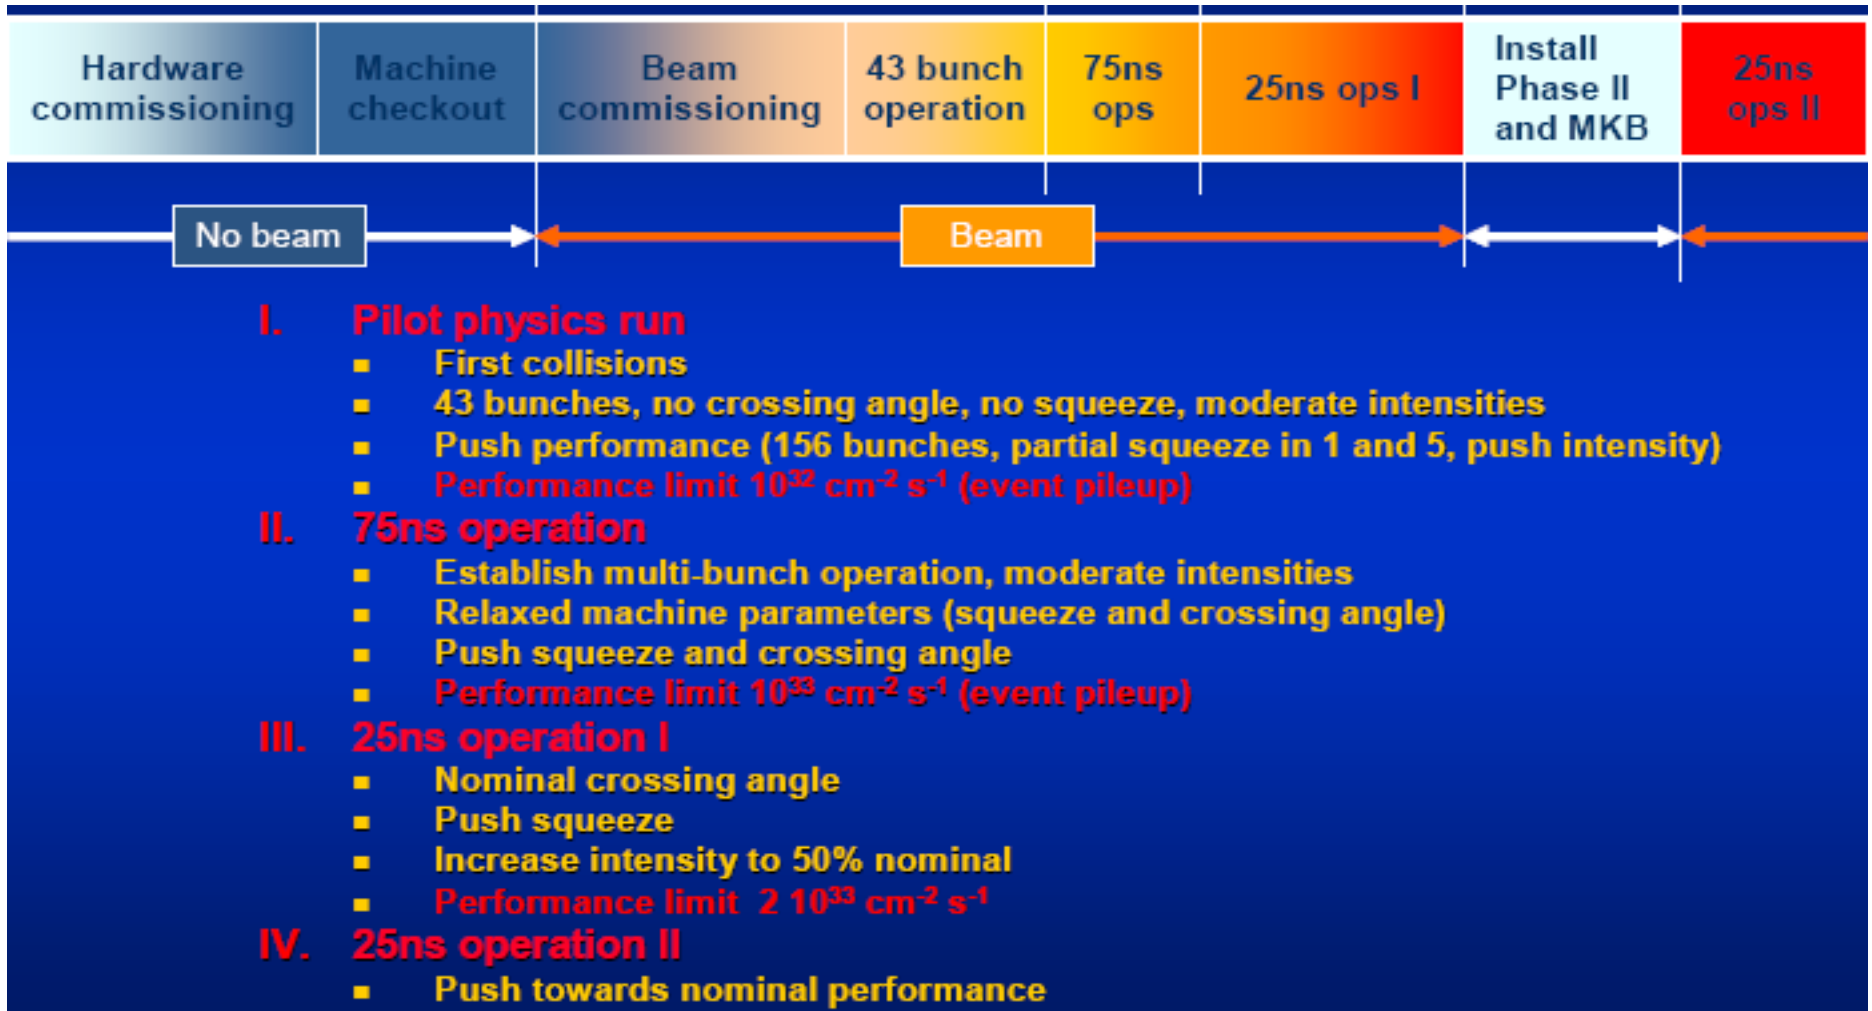 Hardware commissioning
Machine checkout
Beam commissioning
43 bunch operation
75ns ops
25ns ops I
Install Phase II and MKB
25ns ops II
No beam
Beam
I. Pilot physics run
▪ First collisions
▪ 43 bunches, no crossing angle, no squeeze, moderate intensities
▪ Push performance (156 bunches, partial squeeze in 1 and 5, push intensity)
▪ Performance limit 10³² cm⁻² s⁻¹ (event pileup)
II. 75ns operation
▪ Establish multi-bunch operation, moderate intensities
▪ Relaxed machine parameters (squeeze and crossing angle)
▪ Push squeeze and crossing angle
▪ Performance limit 10³³ cm⁻² s⁻¹ (event pileup)
III. 25ns operation I
▪ Nominal crossing angle
▪ Push squeeze
▪ Increase intensity to 50% nominal
▪ Performance limit 2 10³³ cm⁻² s⁻¹
IV. 25ns operation II
▪ Push towards nominal performance